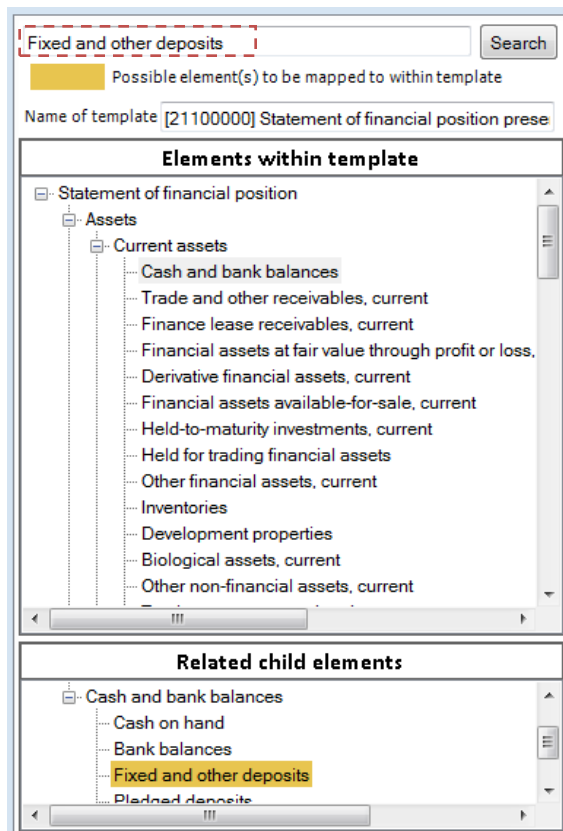 Fixed and other deposits
Search
Possible element(s) to be mapped to within template
Name of template [21100000] Statement of financial position prese
Elements within template
Statement of financial position
Assets
Current assets
Cash and bank balances
Trade and other receivables, current
Finance lease receivables, current
Financial assets at fair value through profit or loss,
Derivative financial assets, current
Financial assets available-for-sale, current
Held-to-maturity investments, current
Held for trading financial assets
Other financial assets, current
Inventories
Development properties
Biological assets, current
Other non-financial assets, current
Related child elements
Cash and bank balances
Cash on hand
Bank balances
Fixed and other deposits
Pledged deposits